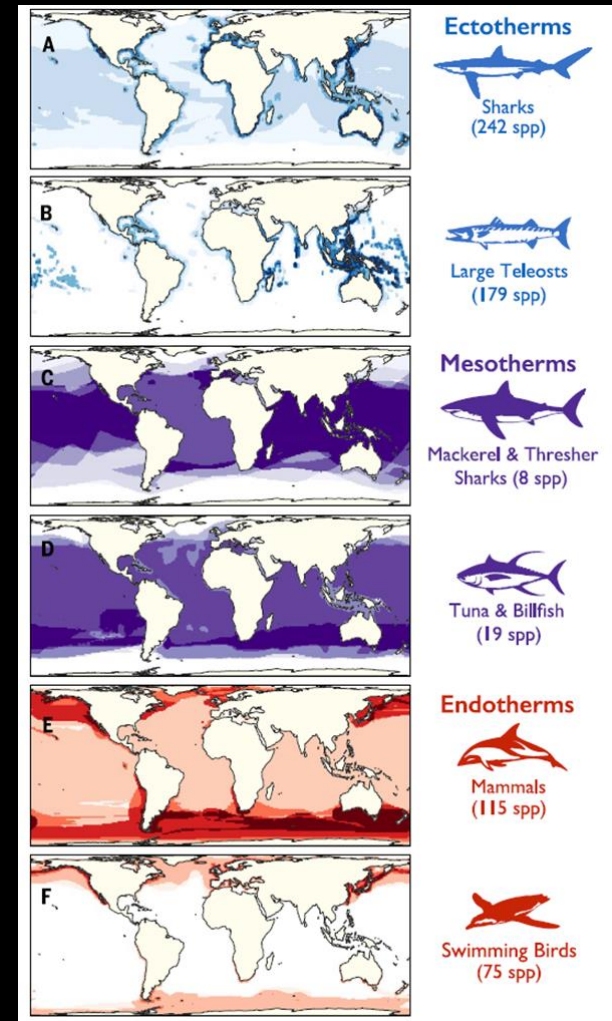 A
Ectotherms
Sharks
(242 spp)
B
Large Teleosts
(179 spp)
C
Mesotherms
Mackerel & Thresher
Sharks (8 spp)
D
Tuna & Billfish
(19 spp)
E
Endotherms
Mammals
(115 spp)
F
Swimming Birds
(75 spp)